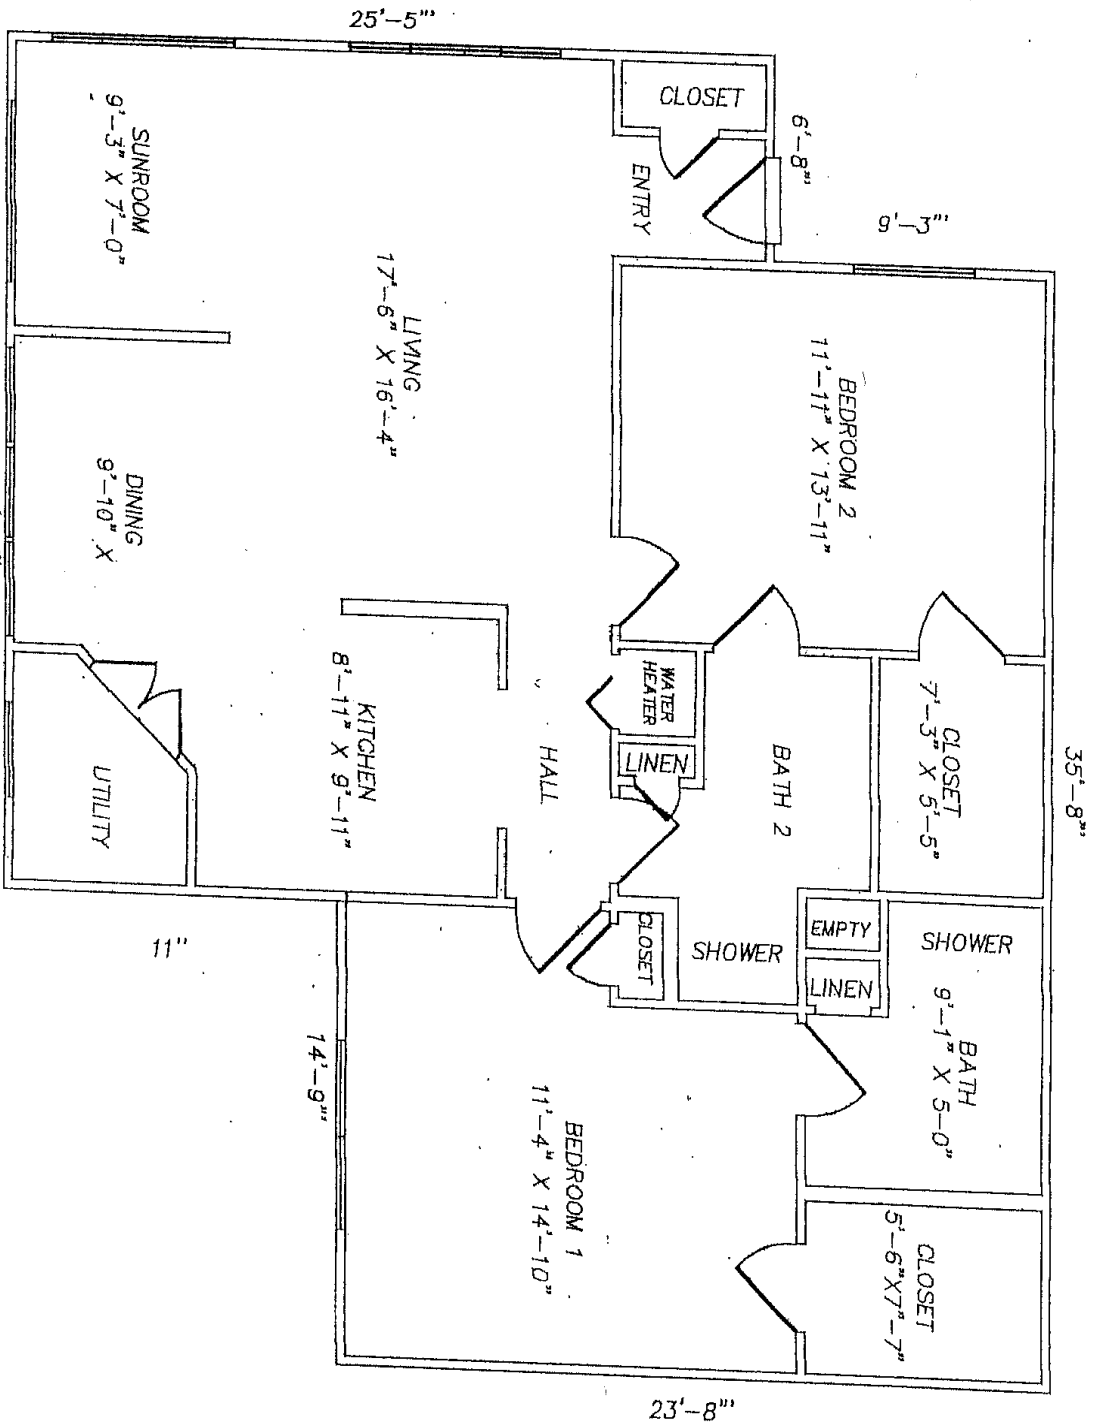 25'-5"'
CLOSET
6'-8"'
ENTRY
9'-3"'
SUNROOM
9'-3" X 7'-0"
LIVING
17'-6" X 16'-4"
BEDROOM 2
11'-11" X 13'-11"
DINING
9'-10" X
KITCHEN
8'-11" X 9'-11"
UTILITY
HALL
WATER
HEATER
LINEN
BATH 2
CLOSET
7'-3" X 5'-5"
35'-8"'
11"
CLOSET
SHOWER
EMPTY
LINEN
SHOWER
BATH
9'-1" X 5-0"
14'-9"'
BEDROOM 1
11'-4" X 14'-10"
CLOSET
5'-6"X7'-7"
23'-8"'